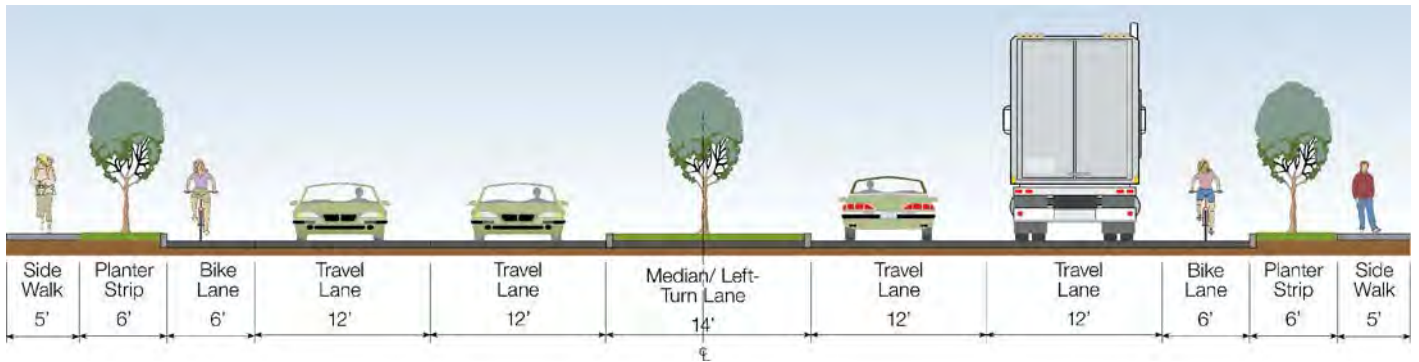 Side
Walk
5'
Planter
Strip
6'
Bike
Lane
6'
Travel
Lane
12'
Travel
Lane
12'
Median/ Left-
Turn Lane
14'
Travel
Lane
12'
Travel
Lane
12'
Bike
Lane
6'
Planter
Strip
6'
Side
Walk
5'
℄